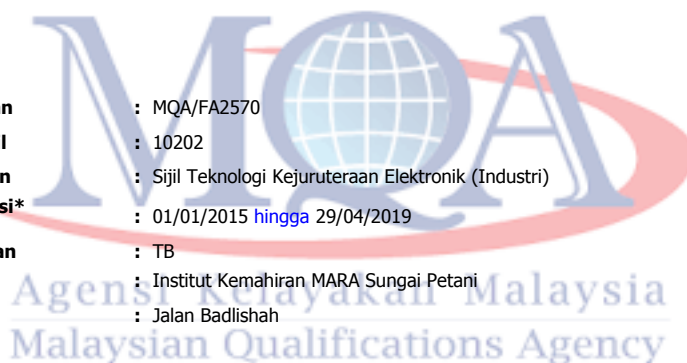 MQA
an : MQA/FA2570
l : 10202
n : Sijil Teknologi Kejuruteraan Elektronik (Industri)
si*
: 01/01/2015 hingga 29/04/2019
an : TB
: Institut Kemahiran MARA Sungai Petani
: Jalan Badlishah
Agensi Kelayakan Malaysia
Malaysian Qualifications Agency